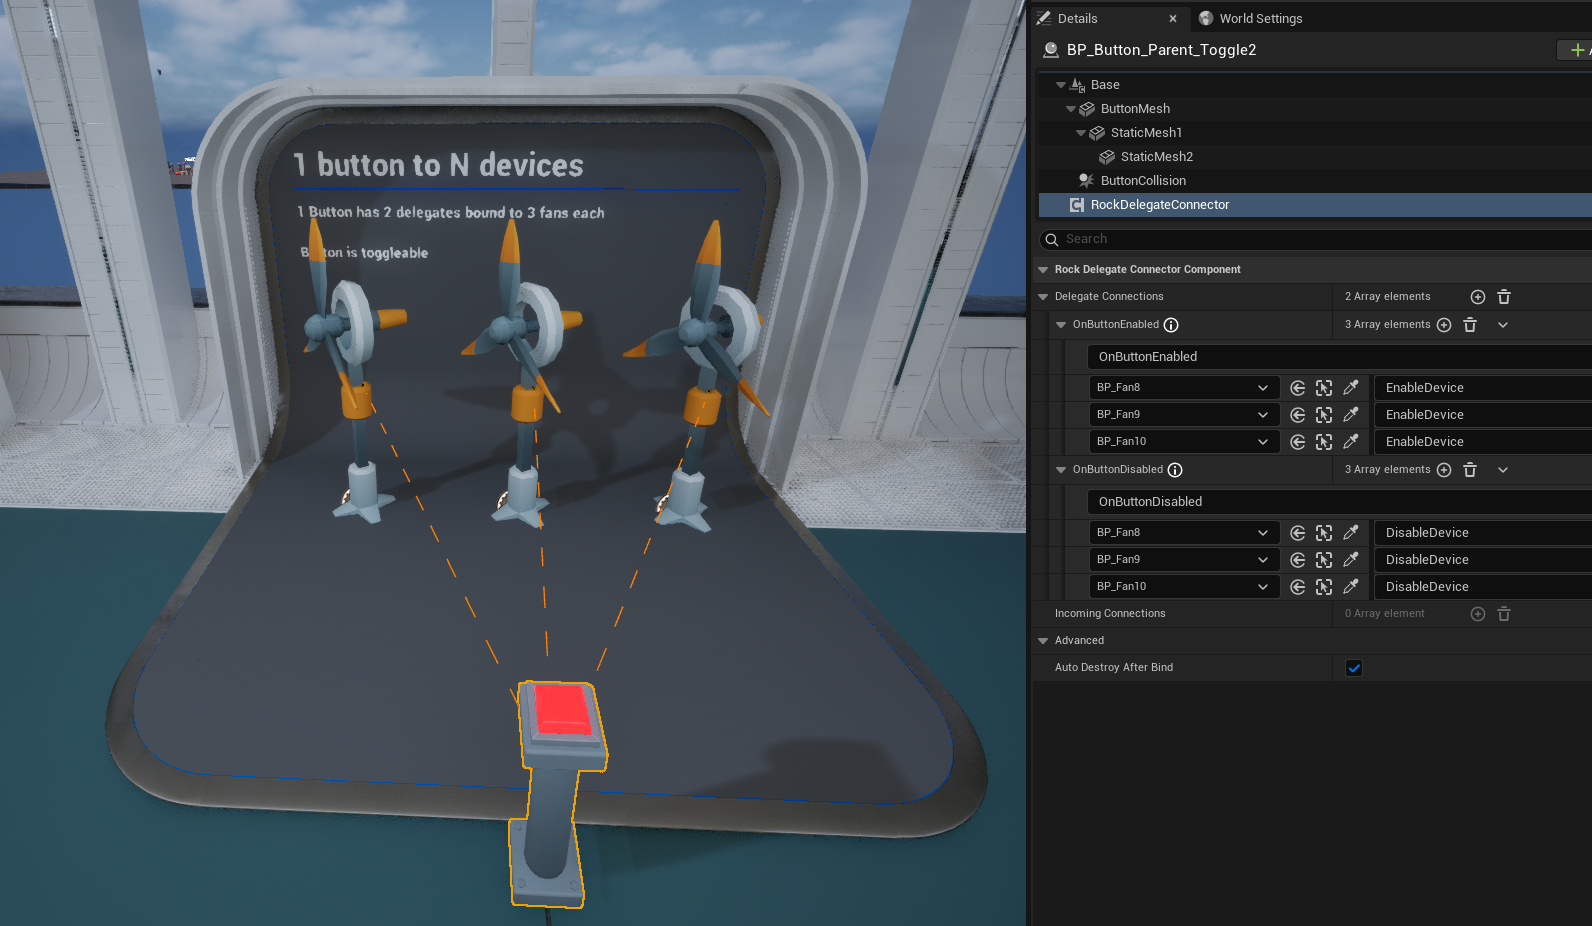 1 button to N devices
1 Button has 2 delegates bound to 3 fans each
is toggleable
Details
World Settings
BP_Button_Parent_Toggle2
Base
ButtonMesh
StaticMesh1
StaticMesh2
ButtonCollision
RockDelegateConnector
Search
Rock Delegate Connector Component
Delegate Connections 2 Array elements
OnButtonEnabled 3 Array elements
OnButtonEnabled
BP_Fan8 EnableDevice
BP_Fan9 EnableDevice
BP_Fan10 EnableDevice
OnButtonDisabled 3 Array elements
OnButtonDisabled
BP_Fan8 DisableDevice
BP_Fan9 DisableDevice
BP_Fan10 DisableDevice
Incoming Connections 0 Array element
Advanced
Auto Destroy After Bind